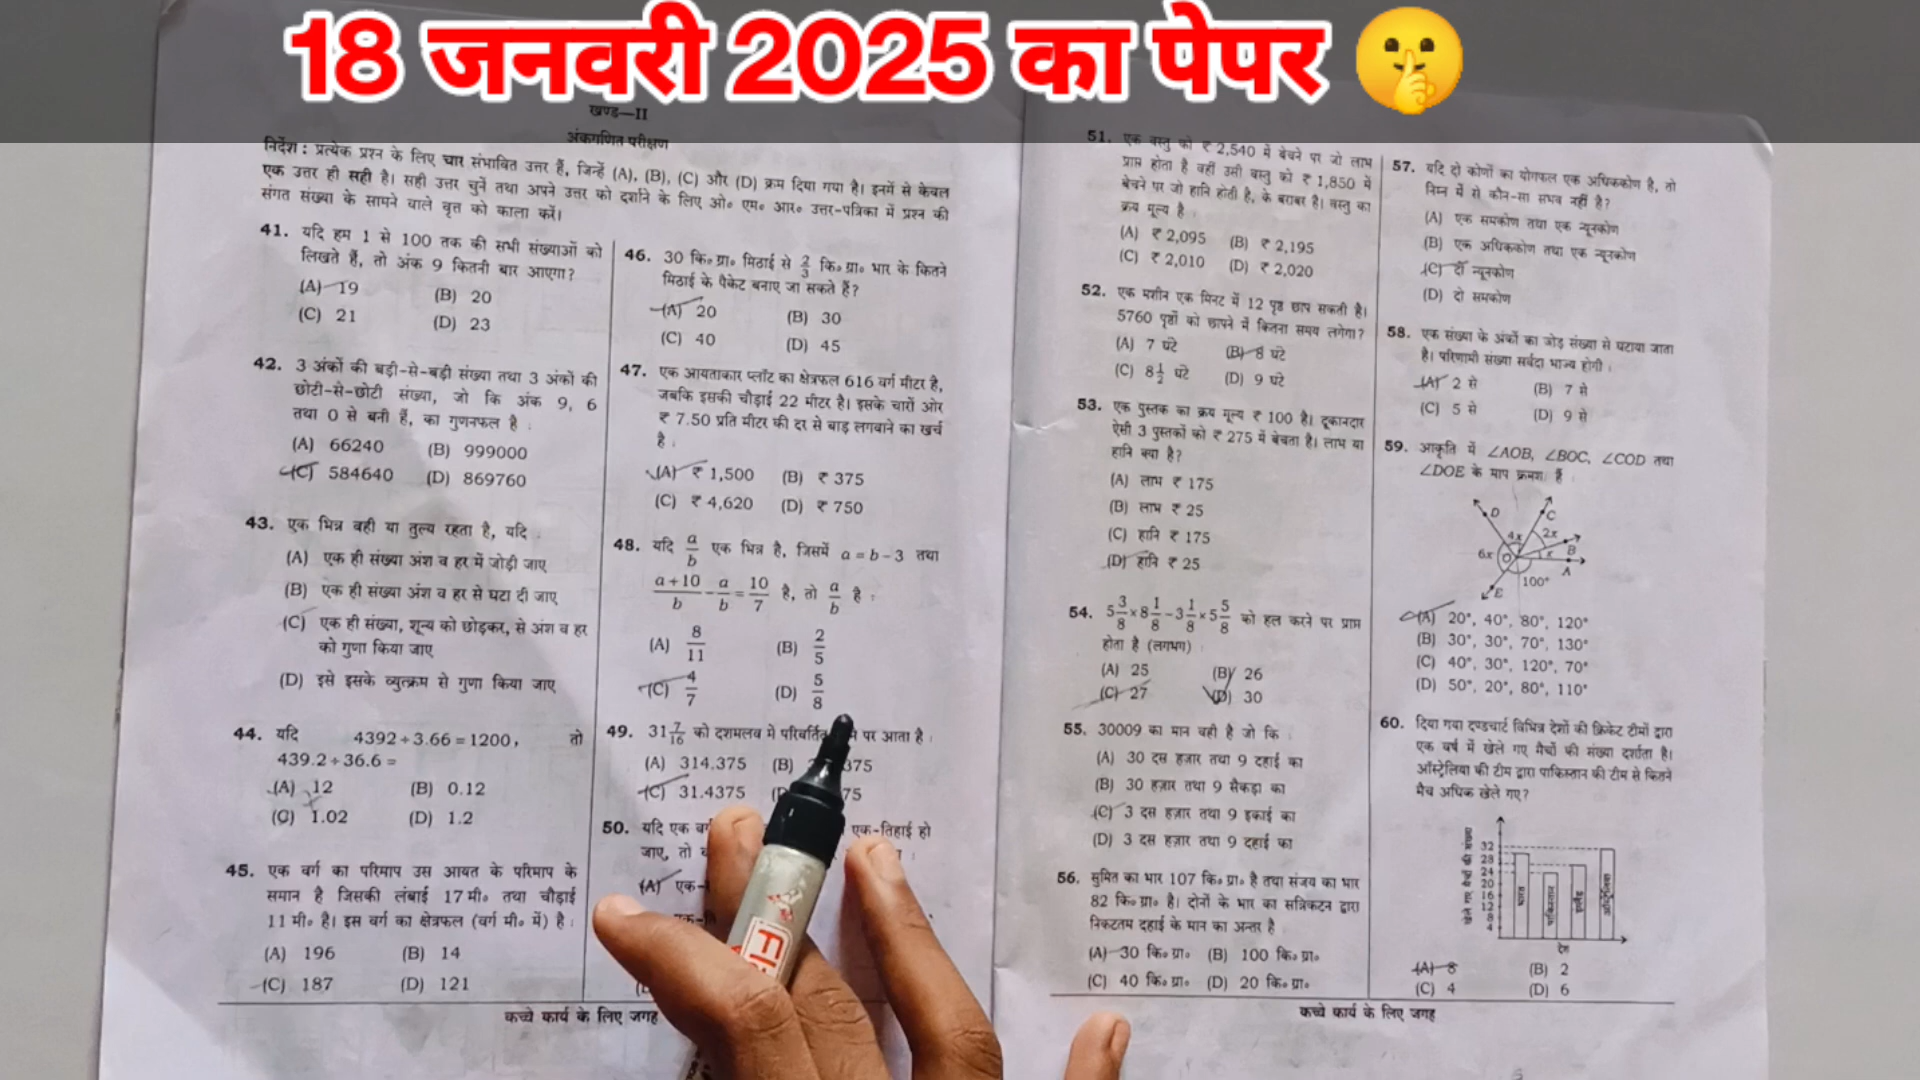 18 जनवरी 2025 का पेपर 🤫
खण्ड—II
अंकगणित परीक्षण
निर्देश : प्रत्येक प्रश्न के लिए चार संभावित उत्तर हैं, जिन्हें (A), (B), (C) और (D) क्रम दिया गया है। इनमें से केवल
एक उत्तर ही सही है। सही उत्तर चुनें तथा अपने उत्तर को दर्शाने के लिए ओ० एम० आर० उत्तर-पत्रिका में प्रश्न की
संगत संख्या के सामने वाले वृत को काला करें।
41. यदि हम 1 से 100 तक की सभी संख्याओं को
लिखते हैं, तो अंक 9 कितनी बार आएगा?
(A) 19 (B) 20
(C) 21 (D) 23
42. 3 अंकों की बड़ी-से-बड़ी संख्या तथा 3 अंकों की
छोटी-से-छोटी संख्या, जो कि अंक 9, 6
तथा 0 से बनी हैं, का गुणनफल है :
(A) 66240 (B) 999000
(C) 584640 (D) 869760
43. एक भिन्न वही या तुल्य रहता है, यदि :
(A) एक ही संख्या अंश व हर में जोड़ी जाए
(B) एक ही संख्या अंश व हर से घटा दी जाए
(C) एक ही संख्या, शून्य को छोड़कर, से अंश व हर
को गुणा किया जाए
(D) इसे इसके व्युत्क्रम से गुणा किया जाए
44. यदि 4392÷3.66=1200, तो
439.2÷36.6=
(A) 12 (B) 0.12
(C) 1.02 (D) 1.2
45. एक वर्ग का परिमाप उस आयत के परिमाप के
समान है जिसकी लंबाई 17 मी० तथा चौड़ाई
11 मी० है। इस वर्ग का क्षेत्रफल (वर्ग मी० में) है :
(A) 196 (B) 14
(C) 187 (D) 121
46. 30 कि० ग्रा० मिठाई से 2/3 कि० ग्रा० भार के कितने
मिठाई के पैकेट बनाए जा सकते हैं?
(A) 20 (B) 30
(C) 40 (D) 45
47. एक आयताकार प्लॉट का क्षेत्रफल 616 वर्ग मीटर है,
जबकि इसकी चौड़ाई 22 मीटर है। इसके चारों ओर
₹ 7.50 प्रति मीटर की दर से बाड़ लगवाने का खर्च
है :
(A) ₹ 1,500 (B) ₹ 375
(C) ₹ 4,620 (D) ₹ 750
48. यदि a/b एक भिन्न है, जिसमें a = b – 3 तथा
(a+10)/b – a/b = 10/7 है, तो a/b है :
(A) 8/11 (B) 2/5
(C) 4/7 (D) 5/8
49. 31 7/16 को दशमलव में परिवर्तित पर आता है :
(A) 314.375 (B) 375
(C) 31.4375 75
50. यदि एक एक-तिहाई हो
जाए, तो
(A) एक-
कच्चे कार्य के लिए जगह
51. एक वस्तु को ₹ 2,540 में बेचने पर जो लाभ
प्राप्त होता है वहीं उसी वस्तु को ₹ 1,850 में
बेचने पर जो हानि होती है, के बराबर है। वस्तु का
क्रय मूल्य है :
(A) ₹ 2,095 (B) ₹ 2,195
(C) ₹ 2,010 (D) ₹ 2,020
52. एक मशीन एक मिनट में 12 पृष्ठ छाप सकती है।
5760 पृष्ठों को छापने में कितना समय लगेगा?
(A) 7 घंटे (B) 8 घंटे
(C) 8½ घंटे (D) 9 घंटे
53. एक पुस्तक का क्रय मूल्य ₹ 100 है। दूकानदार
ऐसी 3 पुस्तकों को ₹ 275 में बेचता है। लाभ या
हानि क्या है?
(A) लाभ ₹ 175
(B) लाभ ₹ 25
(C) हानि ₹ 175
(D) हानि ₹ 25
54. 5 3/8 × 8 1/8 – 3 1/8 × 5 5/8 को हल करने पर प्राप्त
होता है (लगभग) :
(A) 25 (B) 26
(C) 27 (D) 30
55. 30009 का मान वही है जो कि :
(A) 30 दस हज़ार तथा 9 दहाई का
(B) 30 हज़ार तथा 9 सैकड़ा का
(C) 3 दस हज़ार तथा 9 इकाई का
(D) 3 दस हज़ार तथा 9 दहाई का
56. सुमित का भार 107 कि० ग्रा० है तथा संजय का भार
82 कि० ग्रा० है। दोनों के भार का सन्निकटन द्वारा
निकटतम दहाई के मान का अन्तर है :
(A) 30 कि० ग्रा० (B) 100 कि० ग्रा०
(C) 40 कि० ग्रा० (D) 20 कि० ग्रा०
57. यदि दो कोणों का योगफल एक अधिककोण है, तो
निम्न में से कौन-सा संभव नहीं है?
(A) एक समकोण तथा एक न्यूनकोण
(B) एक अधिककोण तथा एक न्यूनकोण
(C) दो न्यूनकोण
(D) दो समकोण
58. एक संख्या के अंकों का जोड़ संख्या से घटाया जाता
है। परिणामी संख्या सर्वदा भाज्य होगी :
(A) 2 से (B) 7 से
(C) 5 से (D) 9 से
59. आकृति में ∠AOB, ∠BOC, ∠COD तथा
∠DOE के माप क्रमशः हैं :
D C
4x 2x B
6x O x
A
100°
E
(A) 20°, 40°, 80°, 120°
(B) 30°, 30°, 70°, 130°
(C) 40°, 30°, 120°, 70°
(D) 50°, 20°, 80°, 110°
60. दिया गया दण्डचार्ट विभिन्न देशों की क्रिकेट टीमों द्वारा
एक वर्ष में खेले गए मैचों की संख्या दर्शाता है।
ऑस्ट्रेलिया की टीम द्वारा पाकिस्तान की टीम से कितने
मैच अधिक खेले गए?
खेले गए मैचों की संख्या
32
28
24
20
16
12
8
4
भारत
पाकिस्तान
इंग्लैंड
ऑस्ट्रेलिया
देश
(A) 8 (B) 2
(C) 4 (D) 6
कच्चे कार्य के लिए जगह